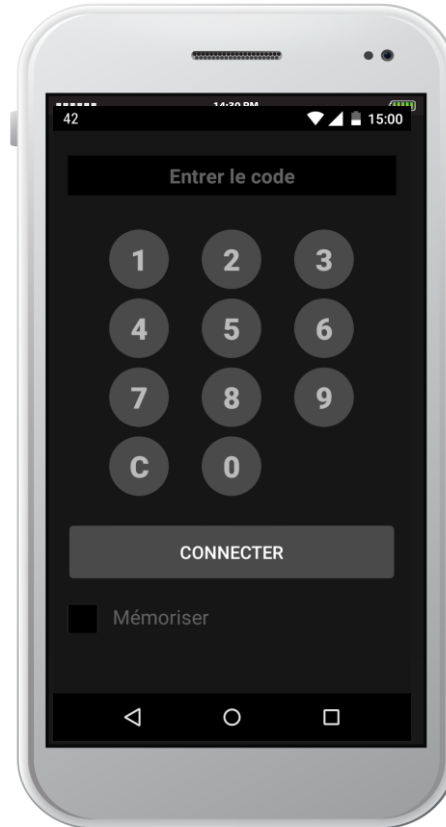 14:30 PM
42 15:00
Entrer le code
1 2 3
4 5 6
7 8 9
C 0
CONNECTER
Mémoriser